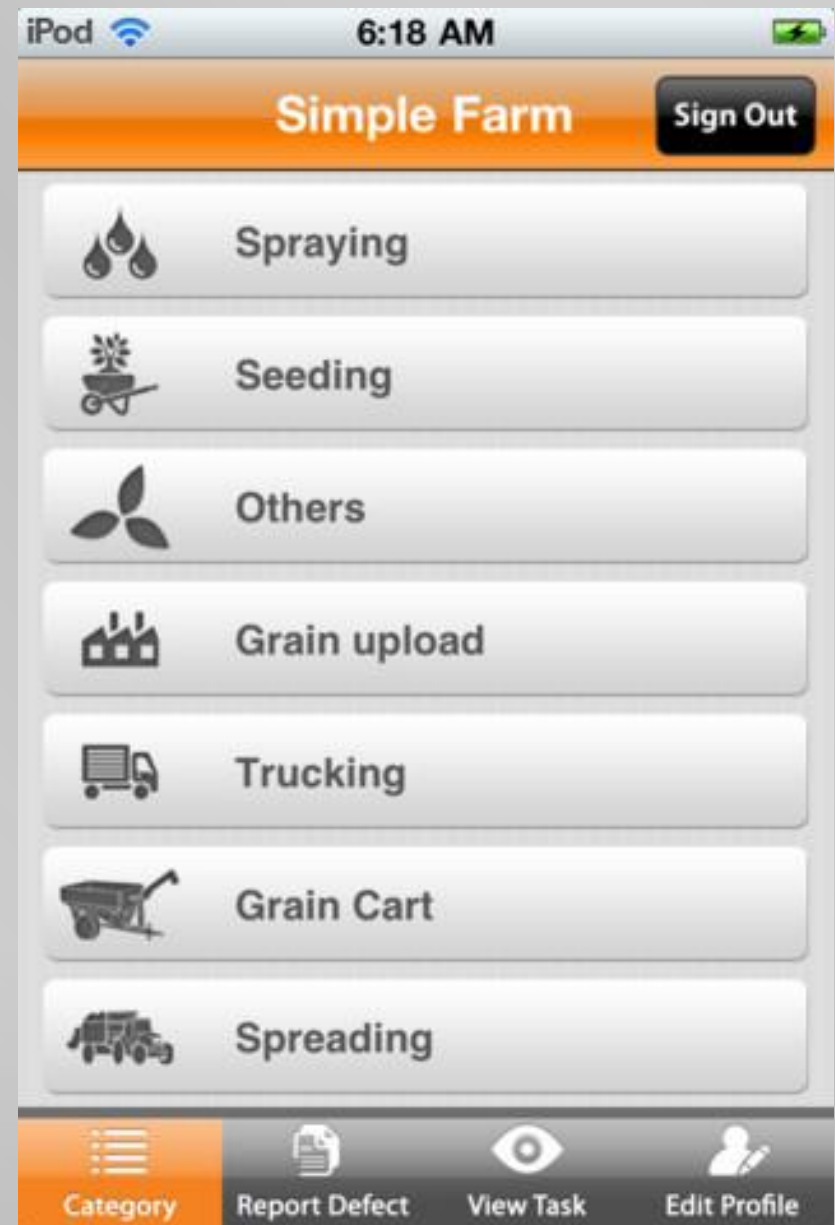 iPod 6:18 AM
Simple Farm Sign Out
Spraying
Seeding
Others
Grain upload
Trucking
Grain Cart
Spreading
Category Report Defect View Task Edit Profile